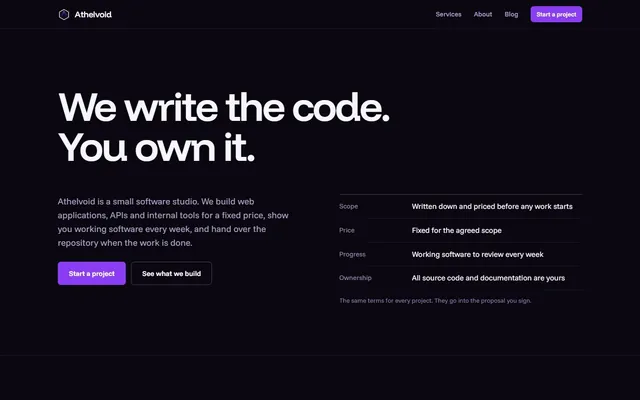 Athelvoid
Services
About
Blog
Start a project
We write the code.
You own it.
Athelvoid is a small software studio. We build web
applications, APIs and internal tools for a fixed price, show
you working software every week, and hand over the
repository when the work is done.
Start a project
See what we build
Scope Written down and priced before any work starts
Price Fixed for the agreed scope
Progress Working software to review every week
Ownership All source code and documentation are yours
The same terms for every project. They go into the proposal you sign.